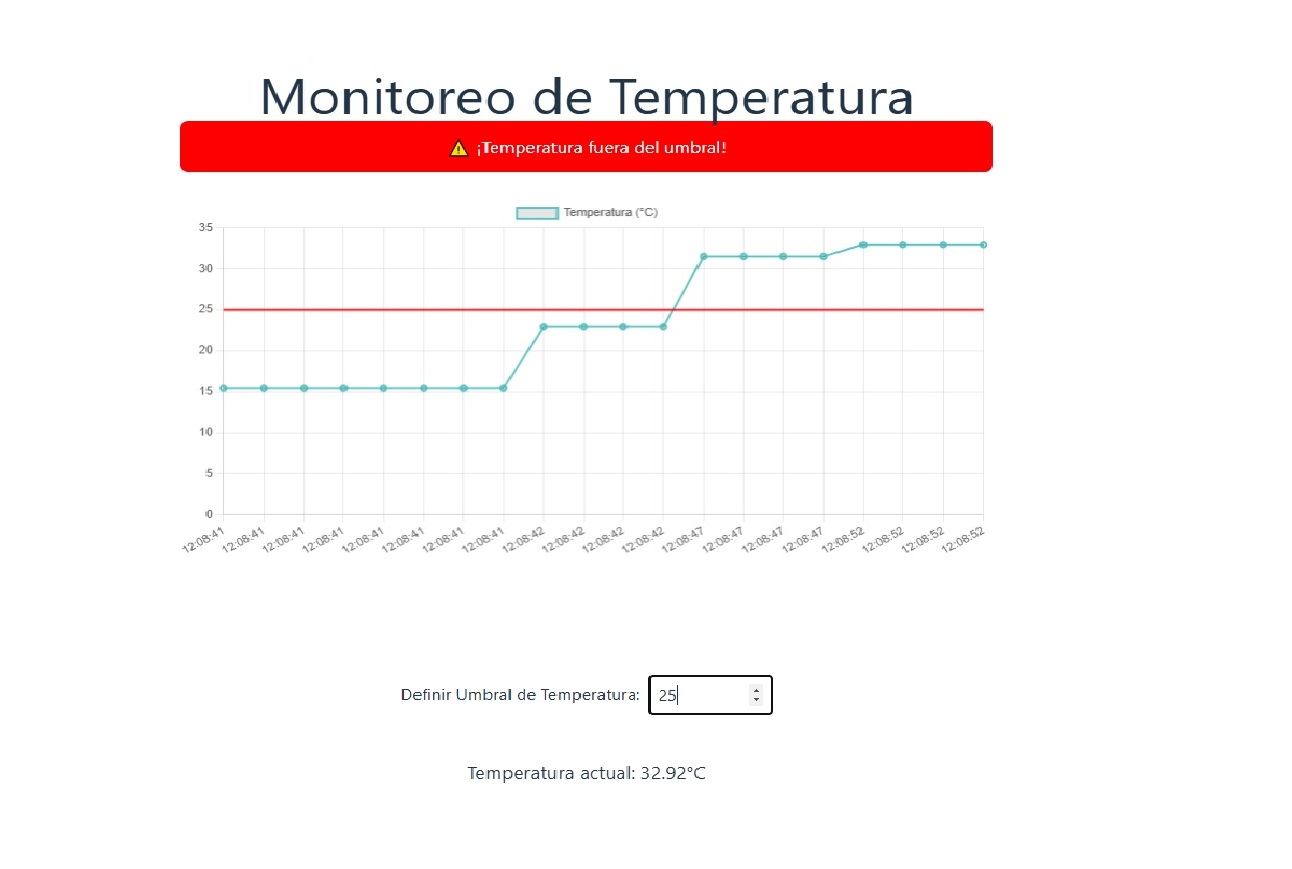 Monitoreo de Temperatura
⚠ ¡Temperatura fuera del umbral!
Temperatura (°C)
35
30
25
20
15
10
5
0
12:08:41 12:08:41 12:08:41 12:08:41 12:08:41 12:08:41 12:08:41 12:08:41 12:08:42 12:08:42 12:08:42 12:08:42 12:08:47 12:08:47 12:08:47 12:08:47 12:08:52 12:08:52 12:08:52 12:08:52
Definir Umbral de Temperatura: 25
Temperatura actual: 32.92°C